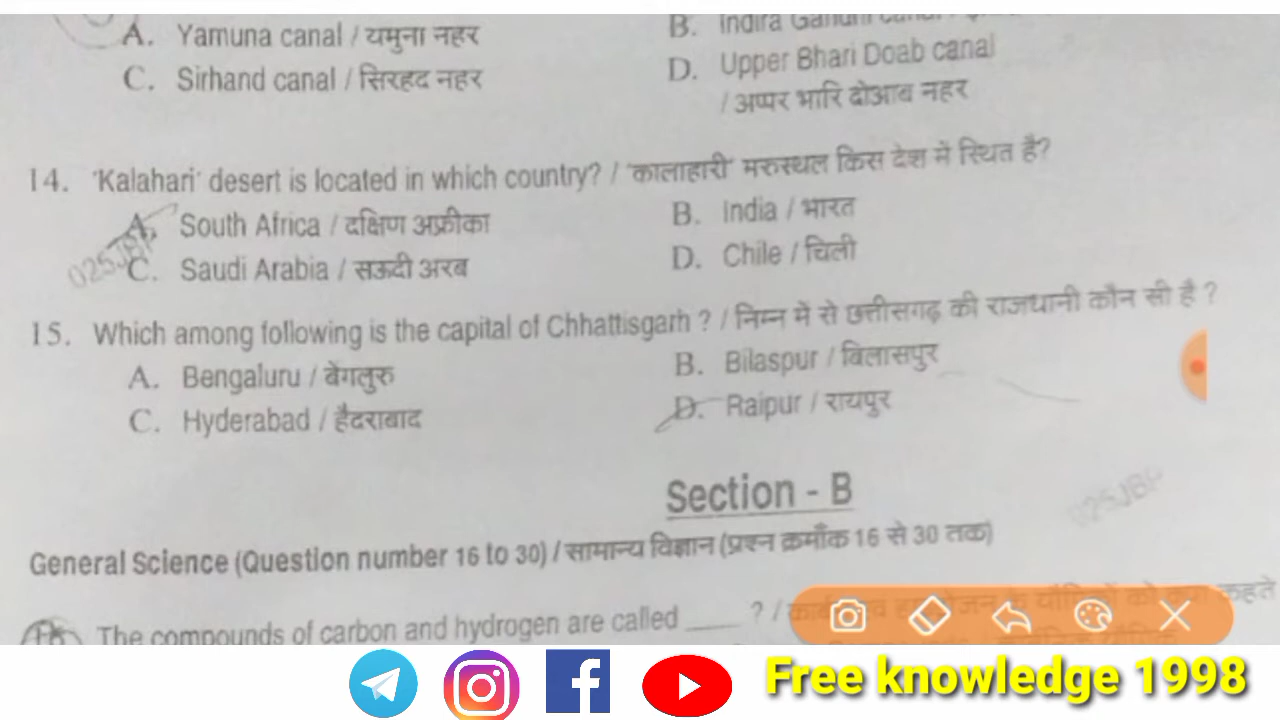 A. Yamuna canal / यमुना नहर
B. Indira
C. Sirhand canal / सिरहद नहर
D. Upper Bhari Doab canal
/ अप्पर भारि दोआब नहर
14. 'Kalahari' desert is located in which country? / 'कालाहारी' मरुस्थल किस देश में स्थित है?
A. South Africa / दक्षिण अफ्रीका
B. India / भारत
C. Saudi Arabia / सऊदी अरब
D. Chile / चिली
025JBP
15. Which among following is the capital of Chhattisgarh ? / निम्न में से छत्तीसगढ़ की राजधानी कौन सी है ?
A. Bengaluru / बेंगलुरु
B. Bilaspur / बिलासपुर
C. Hyderabad / हैदराबाद
D. Raipur / रायपुर
Section - B
025JBP
General Science (Question number 16 to 30) / सामान्य विज्ञान (प्रश्न क्रमाँक 16 से 30 तक)
The compounds of carbon and hydrogen are called ____ ? / के यौगिकों को क्या कहते
Free knowledge 1998